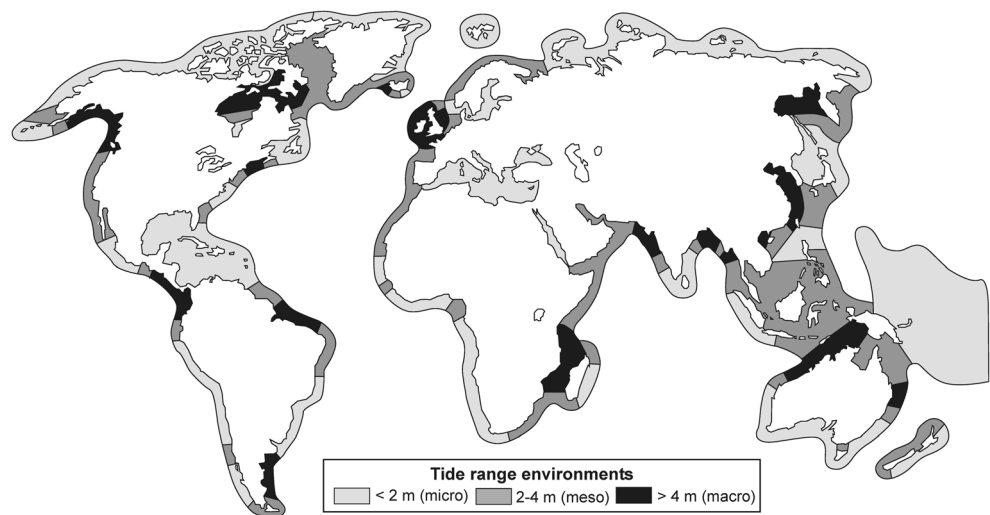 Tide range environments
< 2 m (micro) 2-4 m (meso) > 4 m (macro)